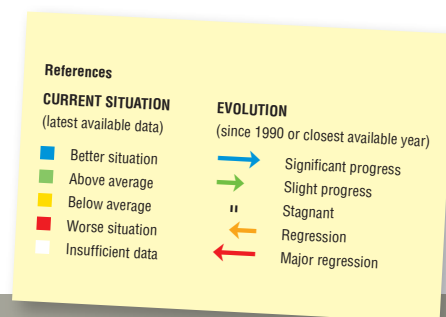 References
CURRENT SITUATION
(latest available data)
Better situation
Above average
Below average
Worse situation
Insufficient data
EVOLUTION
(since 1990 or closest available year)
Significant progress
Slight progress
Stagnant
Regression
Major regression